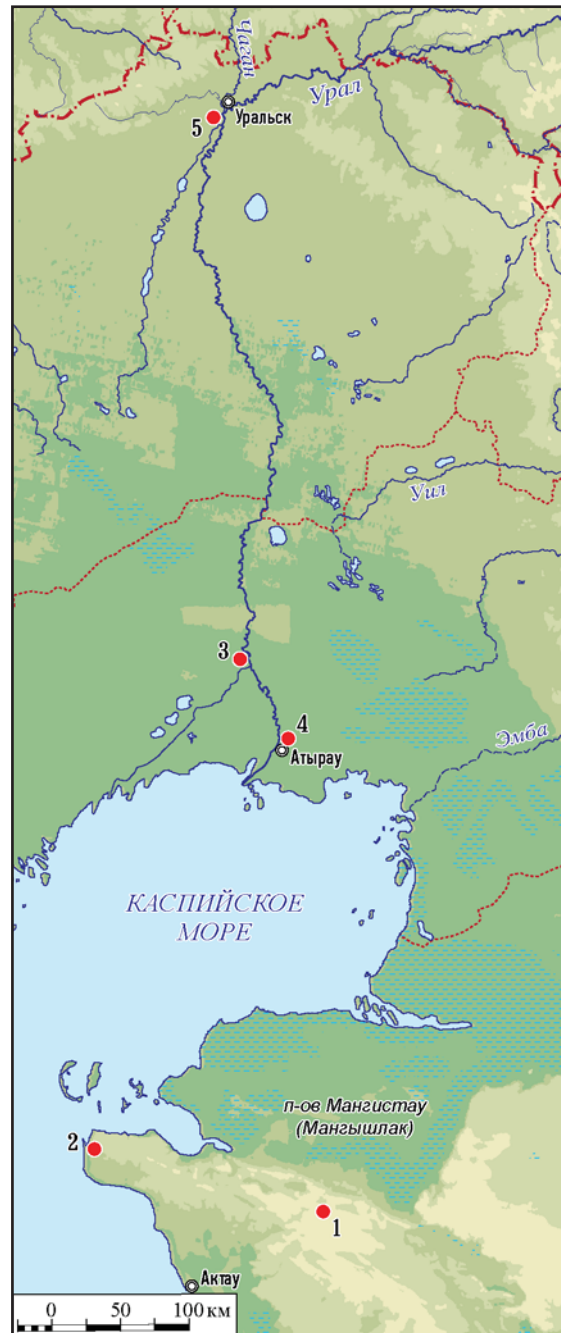 Чаган
Урал
Уральск
5
Уил
3
4
Атырау
Эмба
КАСПИЙСКОЕ
МОРЕ
п-ов Мангистау
(Мангышлак)
2
1
Актау
0 50 100 км